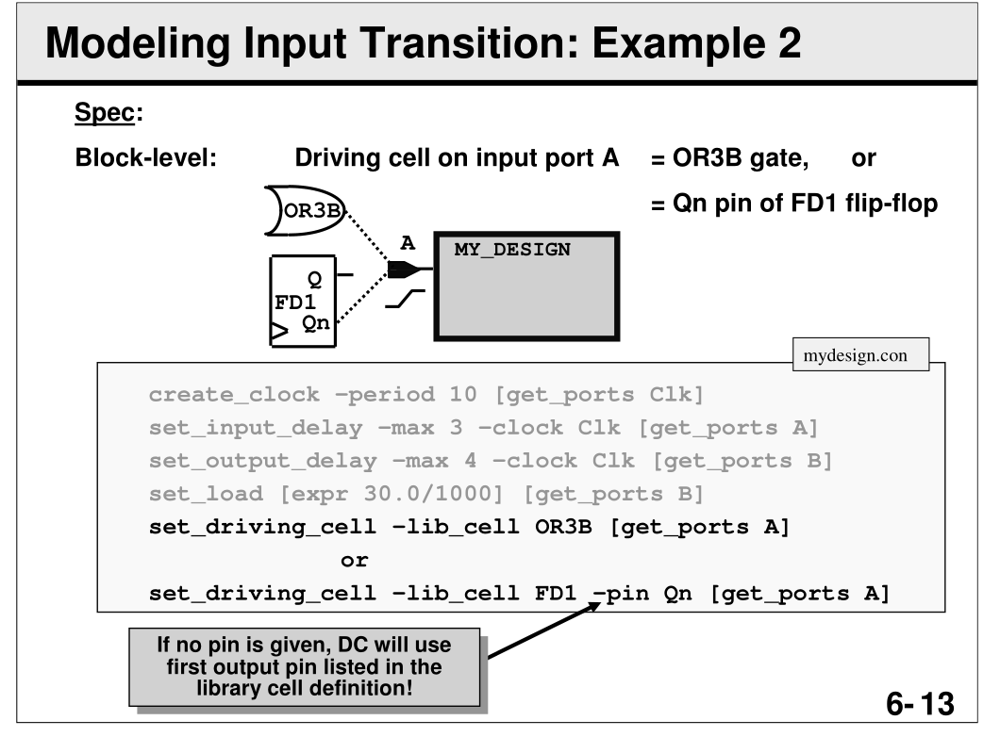 Modeling Input Transition: Example 2
Spec:
Block-level: Driving cell on input port A = OR3B gate, or
= Qn pin of FD1 flip-flop
OR3B
A
MY_DESIGN
Q
FD1
Qn
mydesign.con
create_clock –period 10 [get_ports Clk]
set_input_delay –max 3 –clock Clk [get_ports A]
set_output_delay –max 4 –clock Clk [get_ports B]
set_load [expr 30.0/1000] [get_ports B]
set_driving_cell –lib_cell OR3B [get_ports A]
or
set_driving_cell –lib_cell FD1 –pin Qn [get_ports A]
If no pin is given, DC will use
first output pin listed in the
library cell definition!
6- 13